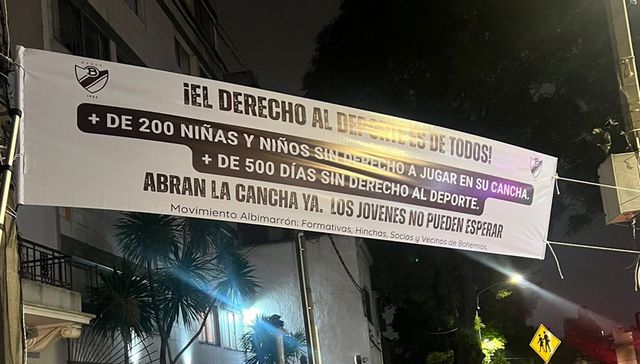 ¡EL DERECHO AL DEPORTE ES DE TODOS!
+ DE 200 NIÑAS Y NIÑOS SIN DERECHO A JUGAR EN SU CANCHA.
+ DE 500 DÍAS SIN DERECHO AL DEPORTE.
ABRAN LA CANCHA YA. LOS JOVENES NO PUEDEN ESPERAR
Movimiento Albimarrón: Formativas, Hinchas, Socios y Vecinos de Bohemios
B